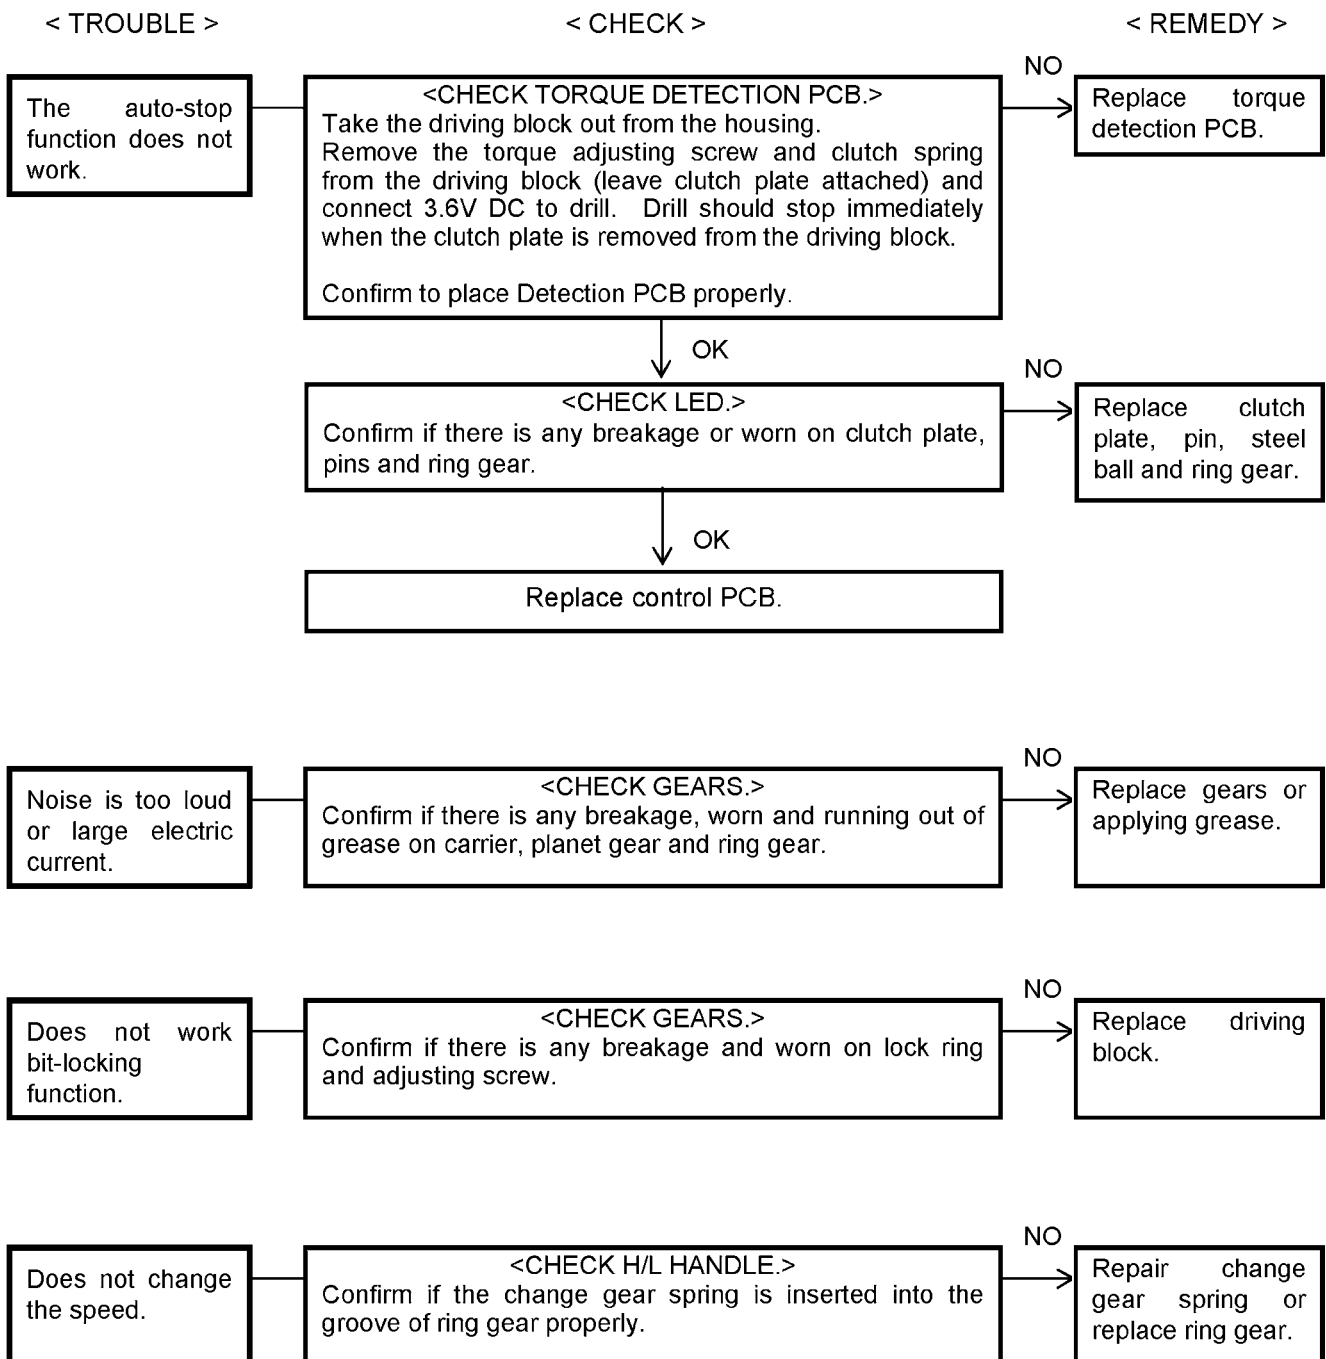 < TROUBLE >
< CHECK >
< REMEDY >
The auto-stop
function does not
work.
<CHECK TORQUE DETECTION PCB.>
Take the driving block out from the housing.
Remove the torque adjusting screw and clutch spring
from the driving block (leave clutch plate attached) and
connect 3.6V DC to drill. Drill should stop immediately
when the clutch plate is removed from the driving block.
Confirm to place Detection PCB properly.
NO
Replace torque
detection PCB.
OK
<CHECK LED.>
Confirm if there is any breakage or worn on clutch plate,
pins and ring gear.
NO
Replace clutch
plate, pin, steel
ball and ring gear.
OK
Replace control PCB.
Noise is too loud
or large electric
current.
<CHECK GEARS.>
Confirm if there is any breakage, worn and running out of
grease on carrier, planet gear and ring gear.
NO
Replace gears or
applying grease.
Does not work
bit-locking
function.
<CHECK GEARS.>
Confirm if there is any breakage and worn on lock ring
and adjusting screw.
NO
Replace driving
block.
Does not change
the speed.
<CHECK H/L HANDLE.>
Confirm if the change gear spring is inserted into the
groove of ring gear properly.
NO
Repair change
gear spring or
replace ring gear.